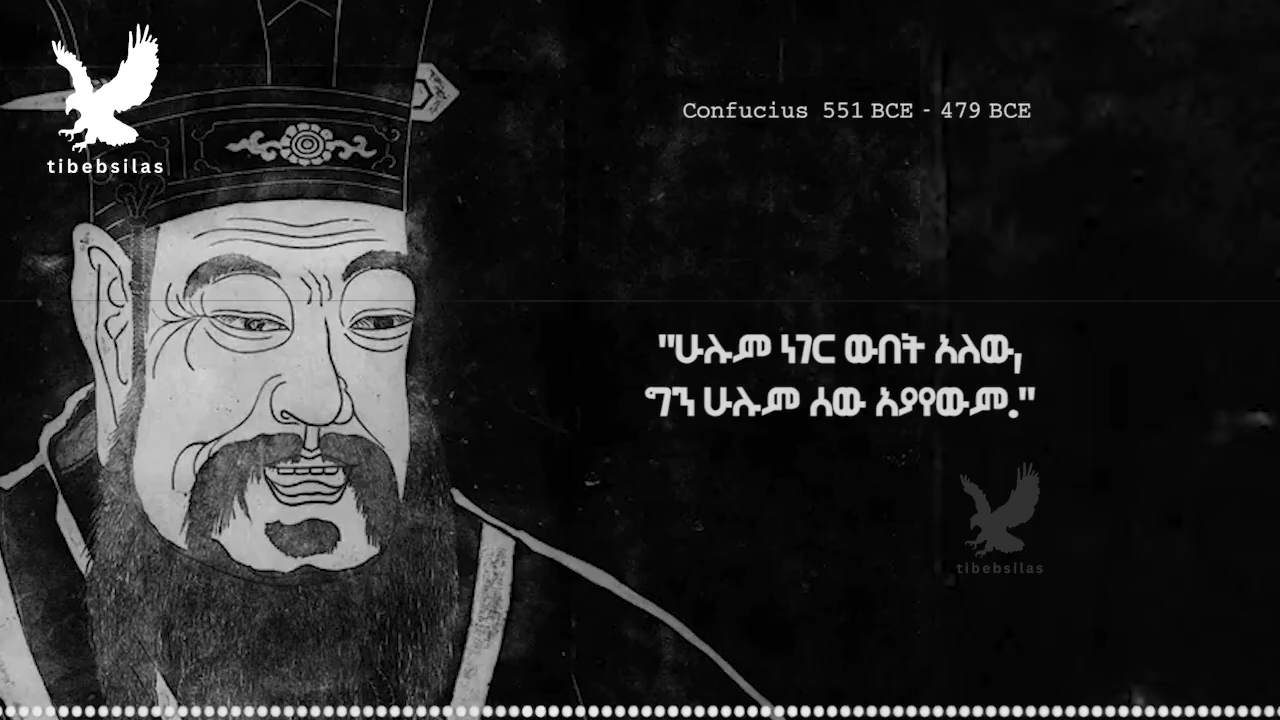 tibebsilas
Confucius 551 BCE - 479 BCE
"ሁሉም ነገር ውበት አለው,
ግን ሁሉም ሰው አያየውም."
tibebsilas